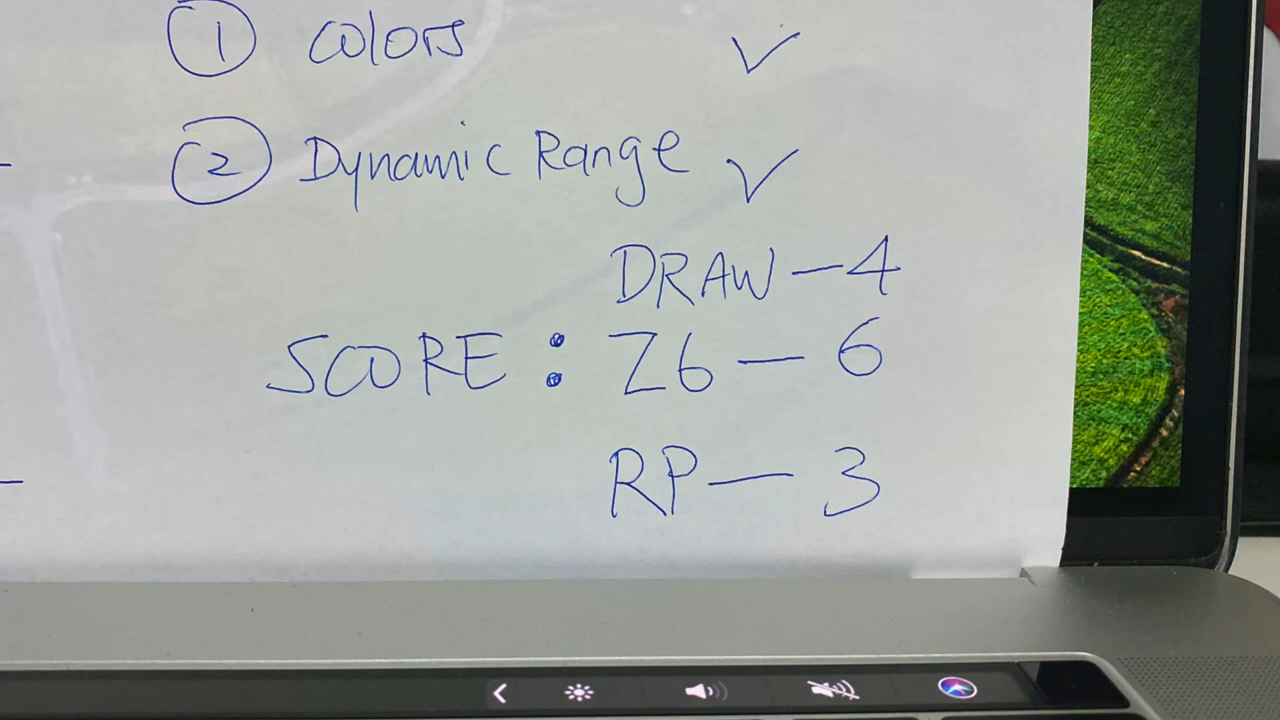 ① Colors ✓
② Dynamic Range ✓
DRAW - 4
SCORE : Z6 - 6
RP - 3